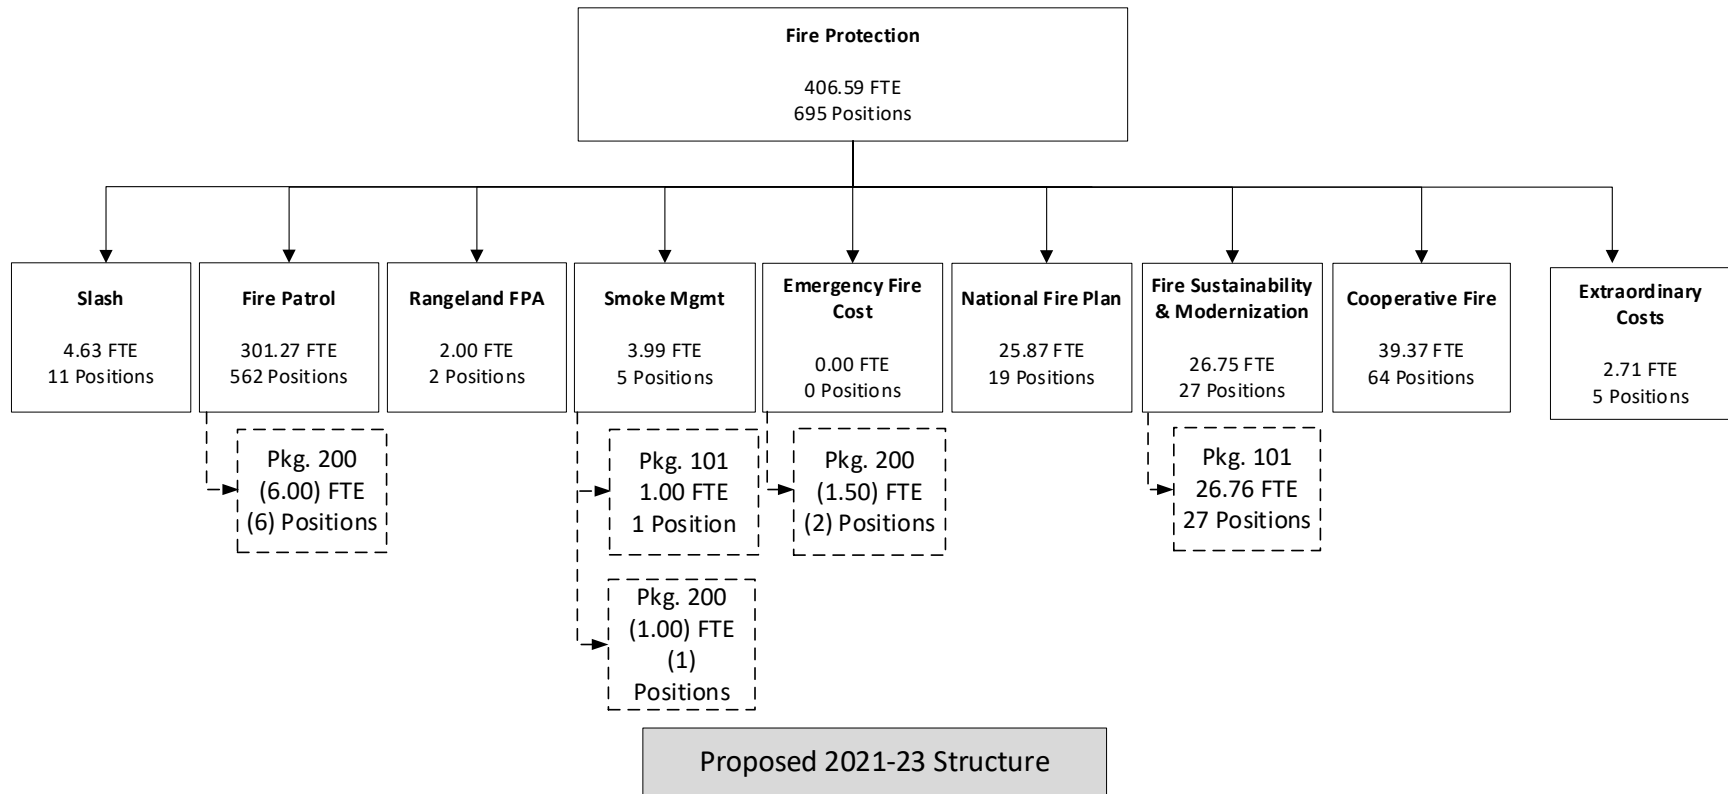 Fire Protection
406.59 FTE
695 Positions
Slash
4.63 FTE
11 Positions
Fire Patrol
301.27 FTE
562 Positions
Rangeland FPA
2.00 FTE
2 Positions
Smoke Mgmt
3.99 FTE
5 Positions
Emergency Fire
Cost
0.00 FTE
0 Positions
National Fire Plan
25.87 FTE
19 Positions
Fire Sustainability
& Modernization
26.75 FTE
27 Positions
Cooperative Fire
39.37 FTE
64 Positions
Extraordinary
Costs
2.71 FTE
5 Positions
Pkg. 200
(6.00) FTE
(6) Positions
Pkg. 101
1.00 FTE
1 Position
Pkg. 200
(1.50) FTE
(2) Positions
Pkg. 101
26.76 FTE
27 Positions
Pkg. 200
(1.00) FTE
(1)
Positions
Proposed 2021-23 Structure